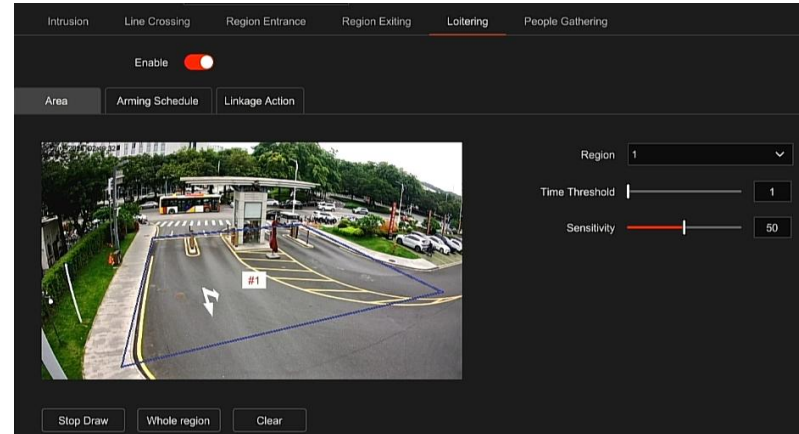 Intrusion Line Crossing Region Entrance Region Exiting Loitering People Gathering
Enable
Area Arming Schedule Linkage Action
Region 1
Time Threshold 1
Sensitivity 50
#1
Stop Draw Whole region Clear